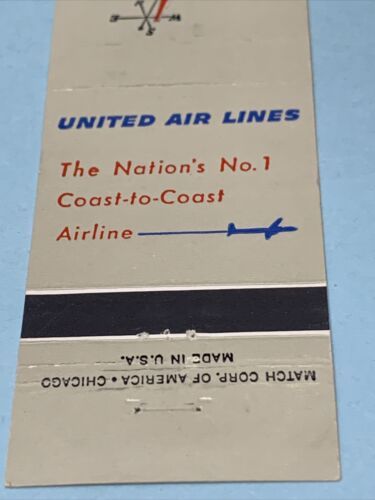 UNITED AIR LINES
The Nation's No.1
Coast-to-Coast
Airline
MATCH CORP. OF AMERICA • CHICAGO
MADE IN U.S.A.